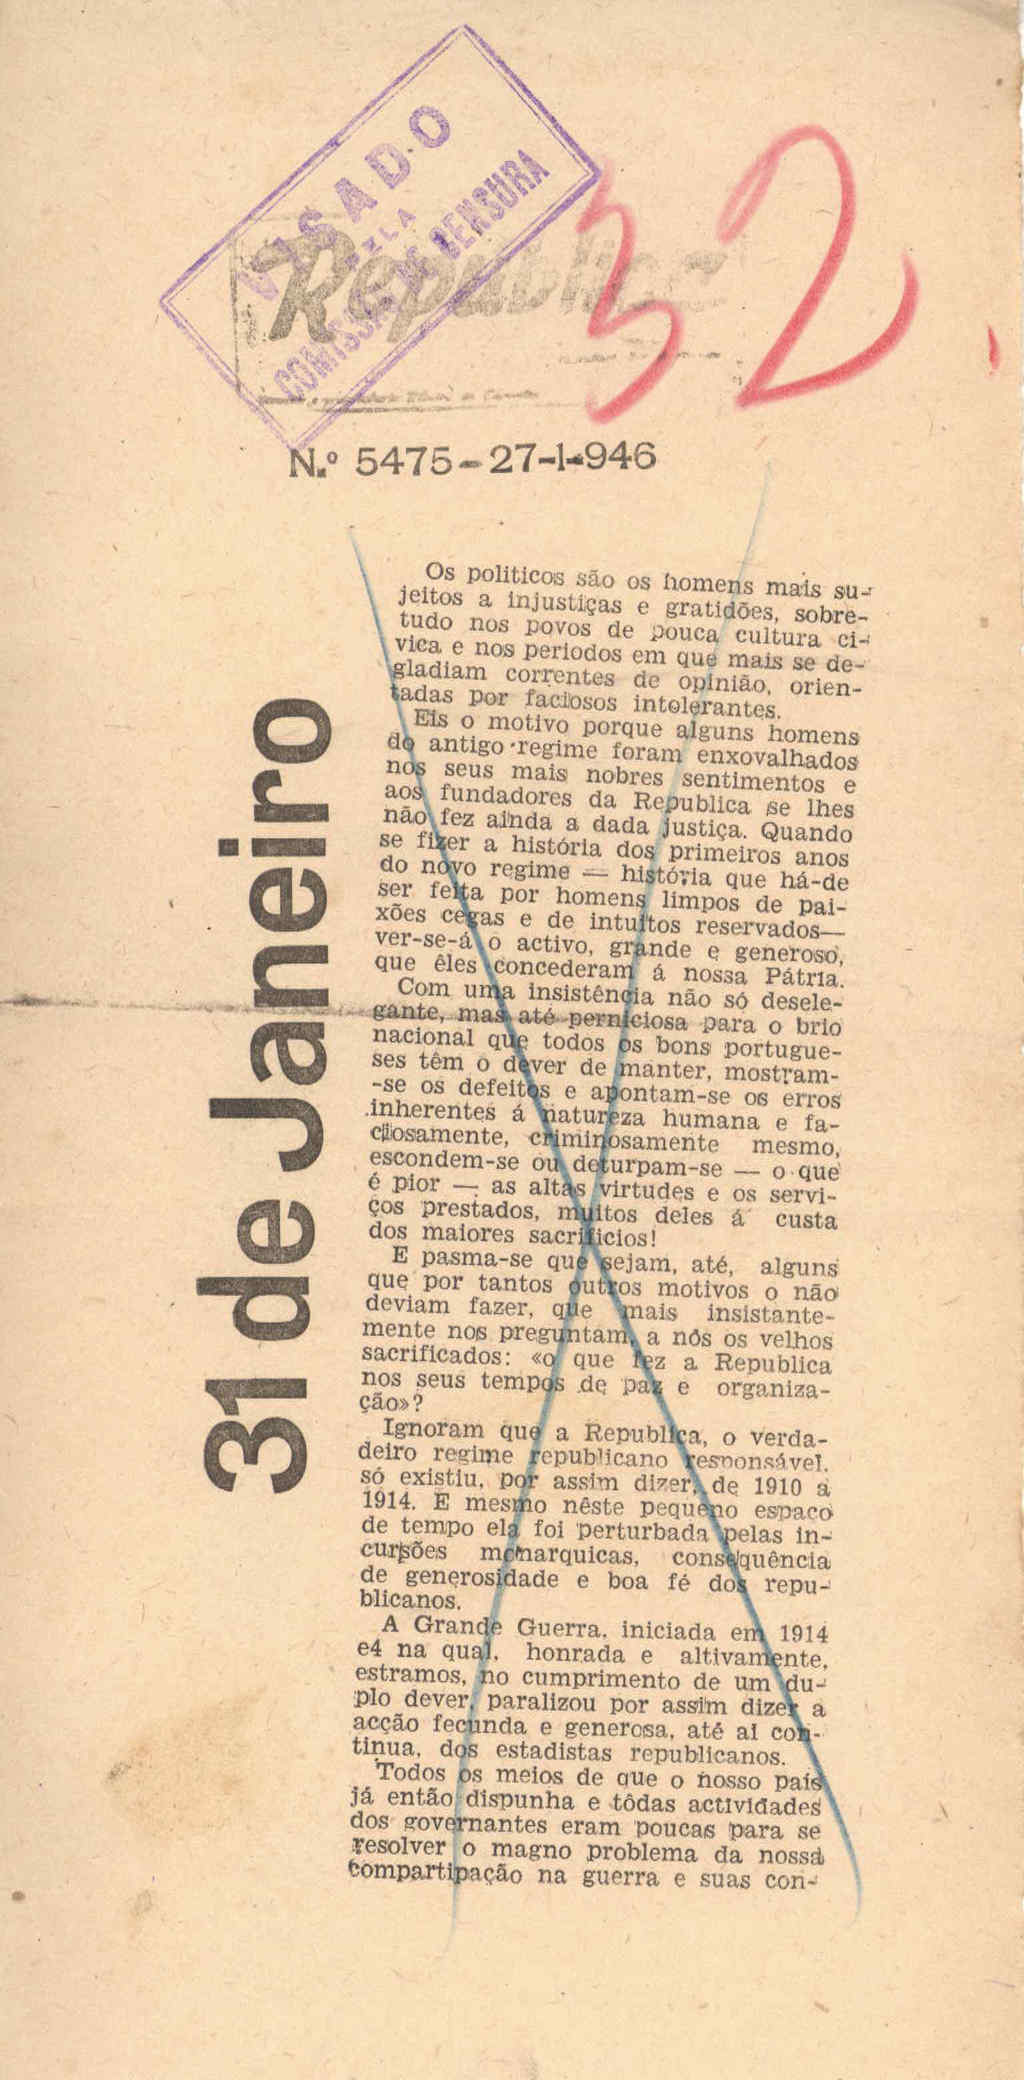 VISADO
PELA
COMISSÃO DE CENSURA
República
32
N.º 5475-27-1-946
31 de Janeiro
Os politicos são os homens mais su-
jeitos a injustiças e gratidões, sobre-
tudo nos povos de pouca cultura ci-
vica e nos periodos em que mais se de-
gladiam correntes de opinião, orien-
tadas por faciosos intolerantes.
Eis o motivo porque alguns homens
do antigo regime foram enxovalhados
nos seus mais nobres sentimentos e
aos fundadores da Republica se lhes
não fez ainda a dada justiça. Quando
se fizer a história dos primeiros anos
do novo regime — história que há-de
ser feita por homens limpos de pai-
xões cegas e de intuitos reservados—
ver-se-á o activo, grande e generoso,
que êles concederam á nossa Pátria.
Com uma insistência não só desele-
gante, mas até perniciosa para o brio
nacional que todos os bons portugue-
ses têm o dever de manter, mostram-
-se os defeitos e apontam-se os erros
inherentes á natureza humana e fa-
ciosamente, criminosamente mesmo,
escondem-se ou deturpam-se — o que
é pior — as altas virtudes e os servi-
ços prestados, muitos deles á custa
dos maiores sacrificios!
E pasma-se que sejam, até, alguns
que por tantos outros motivos o não
deviam fazer, que mais insistante-
mente nos preguntam, a nós os velhos
sacrificados: «o que fez a Republica
nos seus tempos de paz e organiza-
ção»?
Ignoram que a Republica, o verda-
deiro regime republicano responsável,
só existiu, por assim dizer, de 1910 a
1914. E mesmo nêste pequeno espaço
de tempo ela foi perturbada pelas in-
cursões monarquicas, consequência
de generosidade e boa fé dos repu-
blicanos.
A Grande Guerra, iniciada em 1914
e4 na qual, honrada e altivamente,
estramos, no cumprimento de um du-
plo dever, paralizou por assim dizer a
acção fecunda e generosa, até aí con-
tinua, dos estadistas republicanos.
Todos os meios de que o nosso país
já então dispunha e tôdas actividades
dos governantes eram poucas para se
resolver o magno problema da nossa
compartipação na guerra e suas con-